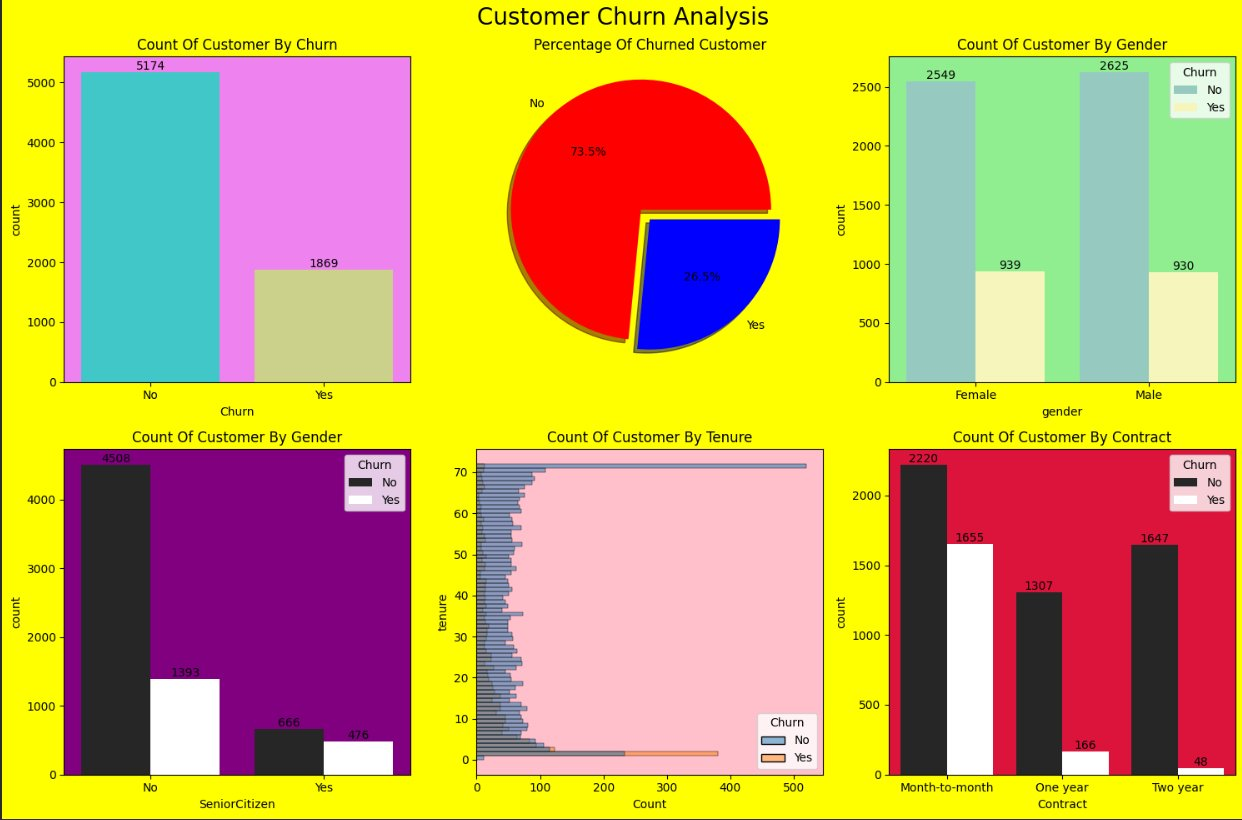 Customer Churn Analysis
Count Of Customer By Churn
5174
1869
5000
4000
3000
2000
1000
0
count
No
Yes
Churn
Percentage Of Churned Customer
No
73.5%
26.5%
Yes
Count Of Customer By Gender
2549
2625
939
930
Churn
No
Yes
2500
2000
1500
1000
500
0
count
Female
Male
gender
Count Of Customer By Gender
4508
1393
666
476
Churn
No
Yes
4000
3000
2000
1000
0
count
No
Yes
SeniorCitizen
Count Of Customer By Tenure
70
60
50
40
30
20
10
0
tenure
Churn
No
Yes
0
100
200
300
400
500
Count
Count Of Customer By Contract
2220
1655
1307
166
1647
48
Churn
No
Yes
2000
1500
1000
500
0
count
Month-to-month
One year
Two year
Contract